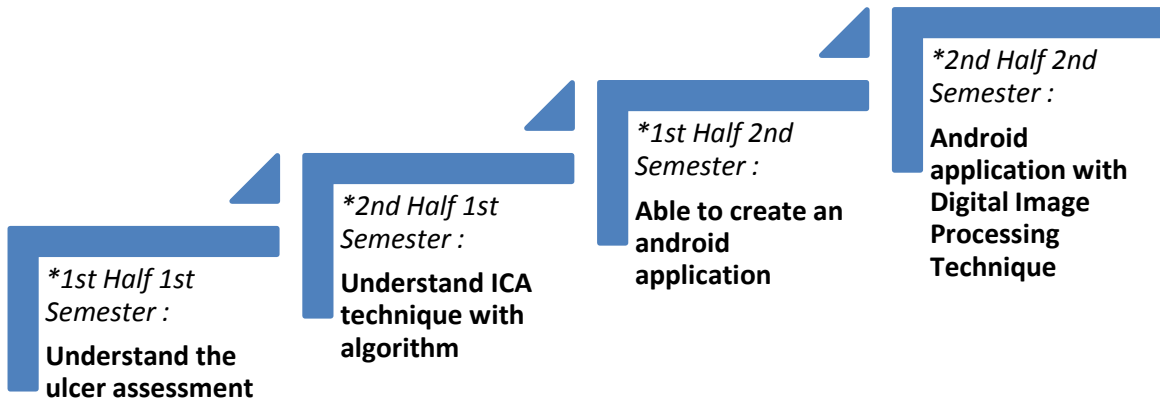 *1st Half 1st
Semester :
Understand the
ulcer assessment
*2nd Half 1st
Semester :
Understand ICA
technique with
algorithm
*1st Half 2nd
Semester :
Able to create an
android
application
*2nd Half 2nd
Semester :
Android
application with
Digital Image
Processing
Technique